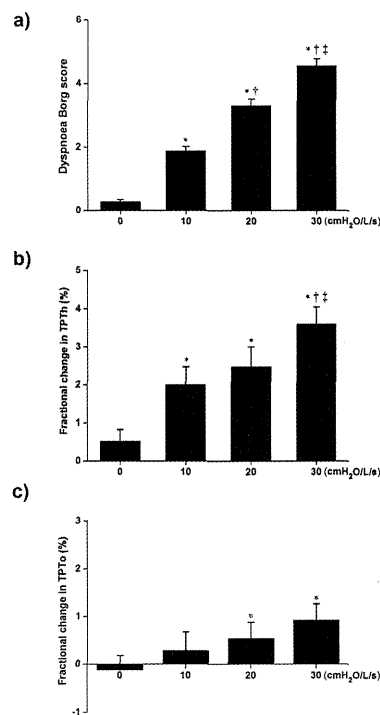 a)
6
* † ‡
* †
4
*
2
0
Dyspnoea Borg score
0 10 20 30 (cmH₂O/L/s)
b)
5
* † ‡
4
*
*
3
2
1
0
Fractional change in TPTh (%)
0 10 20 30 (cmH₂O/L/s)
c)
3
2
*
*
1
0
-1
Fractional change in TPTo (%)
0 10 20 30 (cmH₂O/L/s)